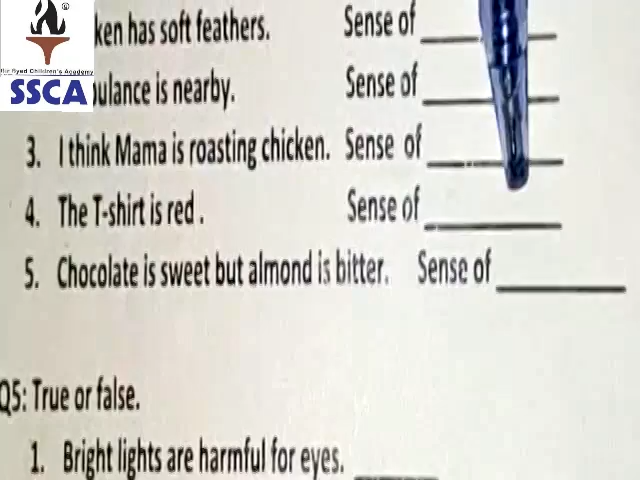 SSCA
ken has soft feathers. Sense of
bulance is nearby. Sense of
3. I think Mama is roasting chicken. Sense of
4. The T-shirt is red. Sense of
5. Chocolate is sweet but almond is bitter. Sense of
Q5: True or false.
1. Bright lights are harmful for eyes.